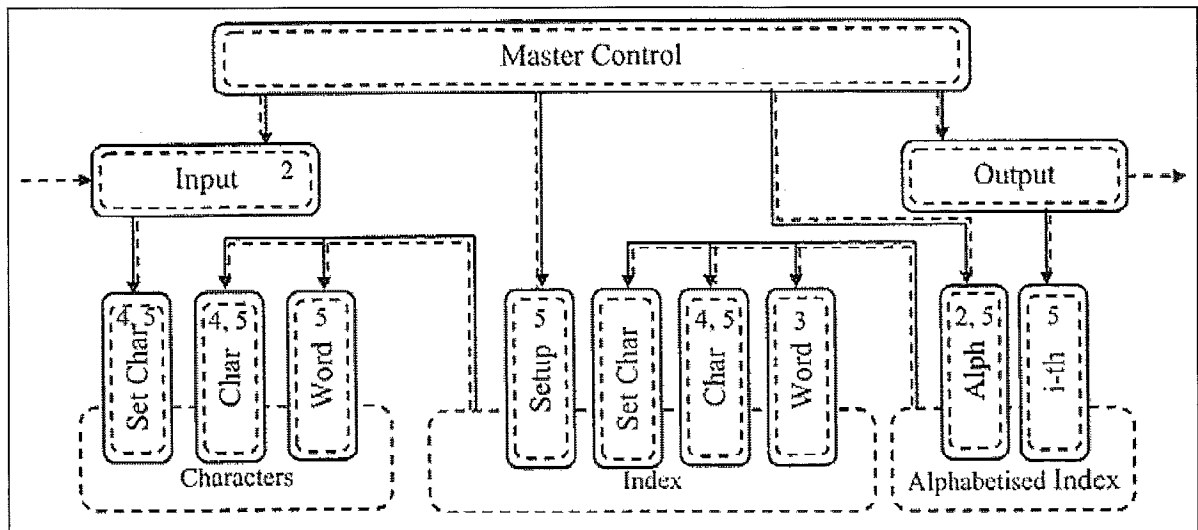 Master Control
Input 2
Output
4, 5 Set Char
4, 5 Char
5 Word
5 Setup
Set Char
4, 5 Char
3 Word
2, 5 Alph
5 i-th
Characters
Index
Alphabetised Index